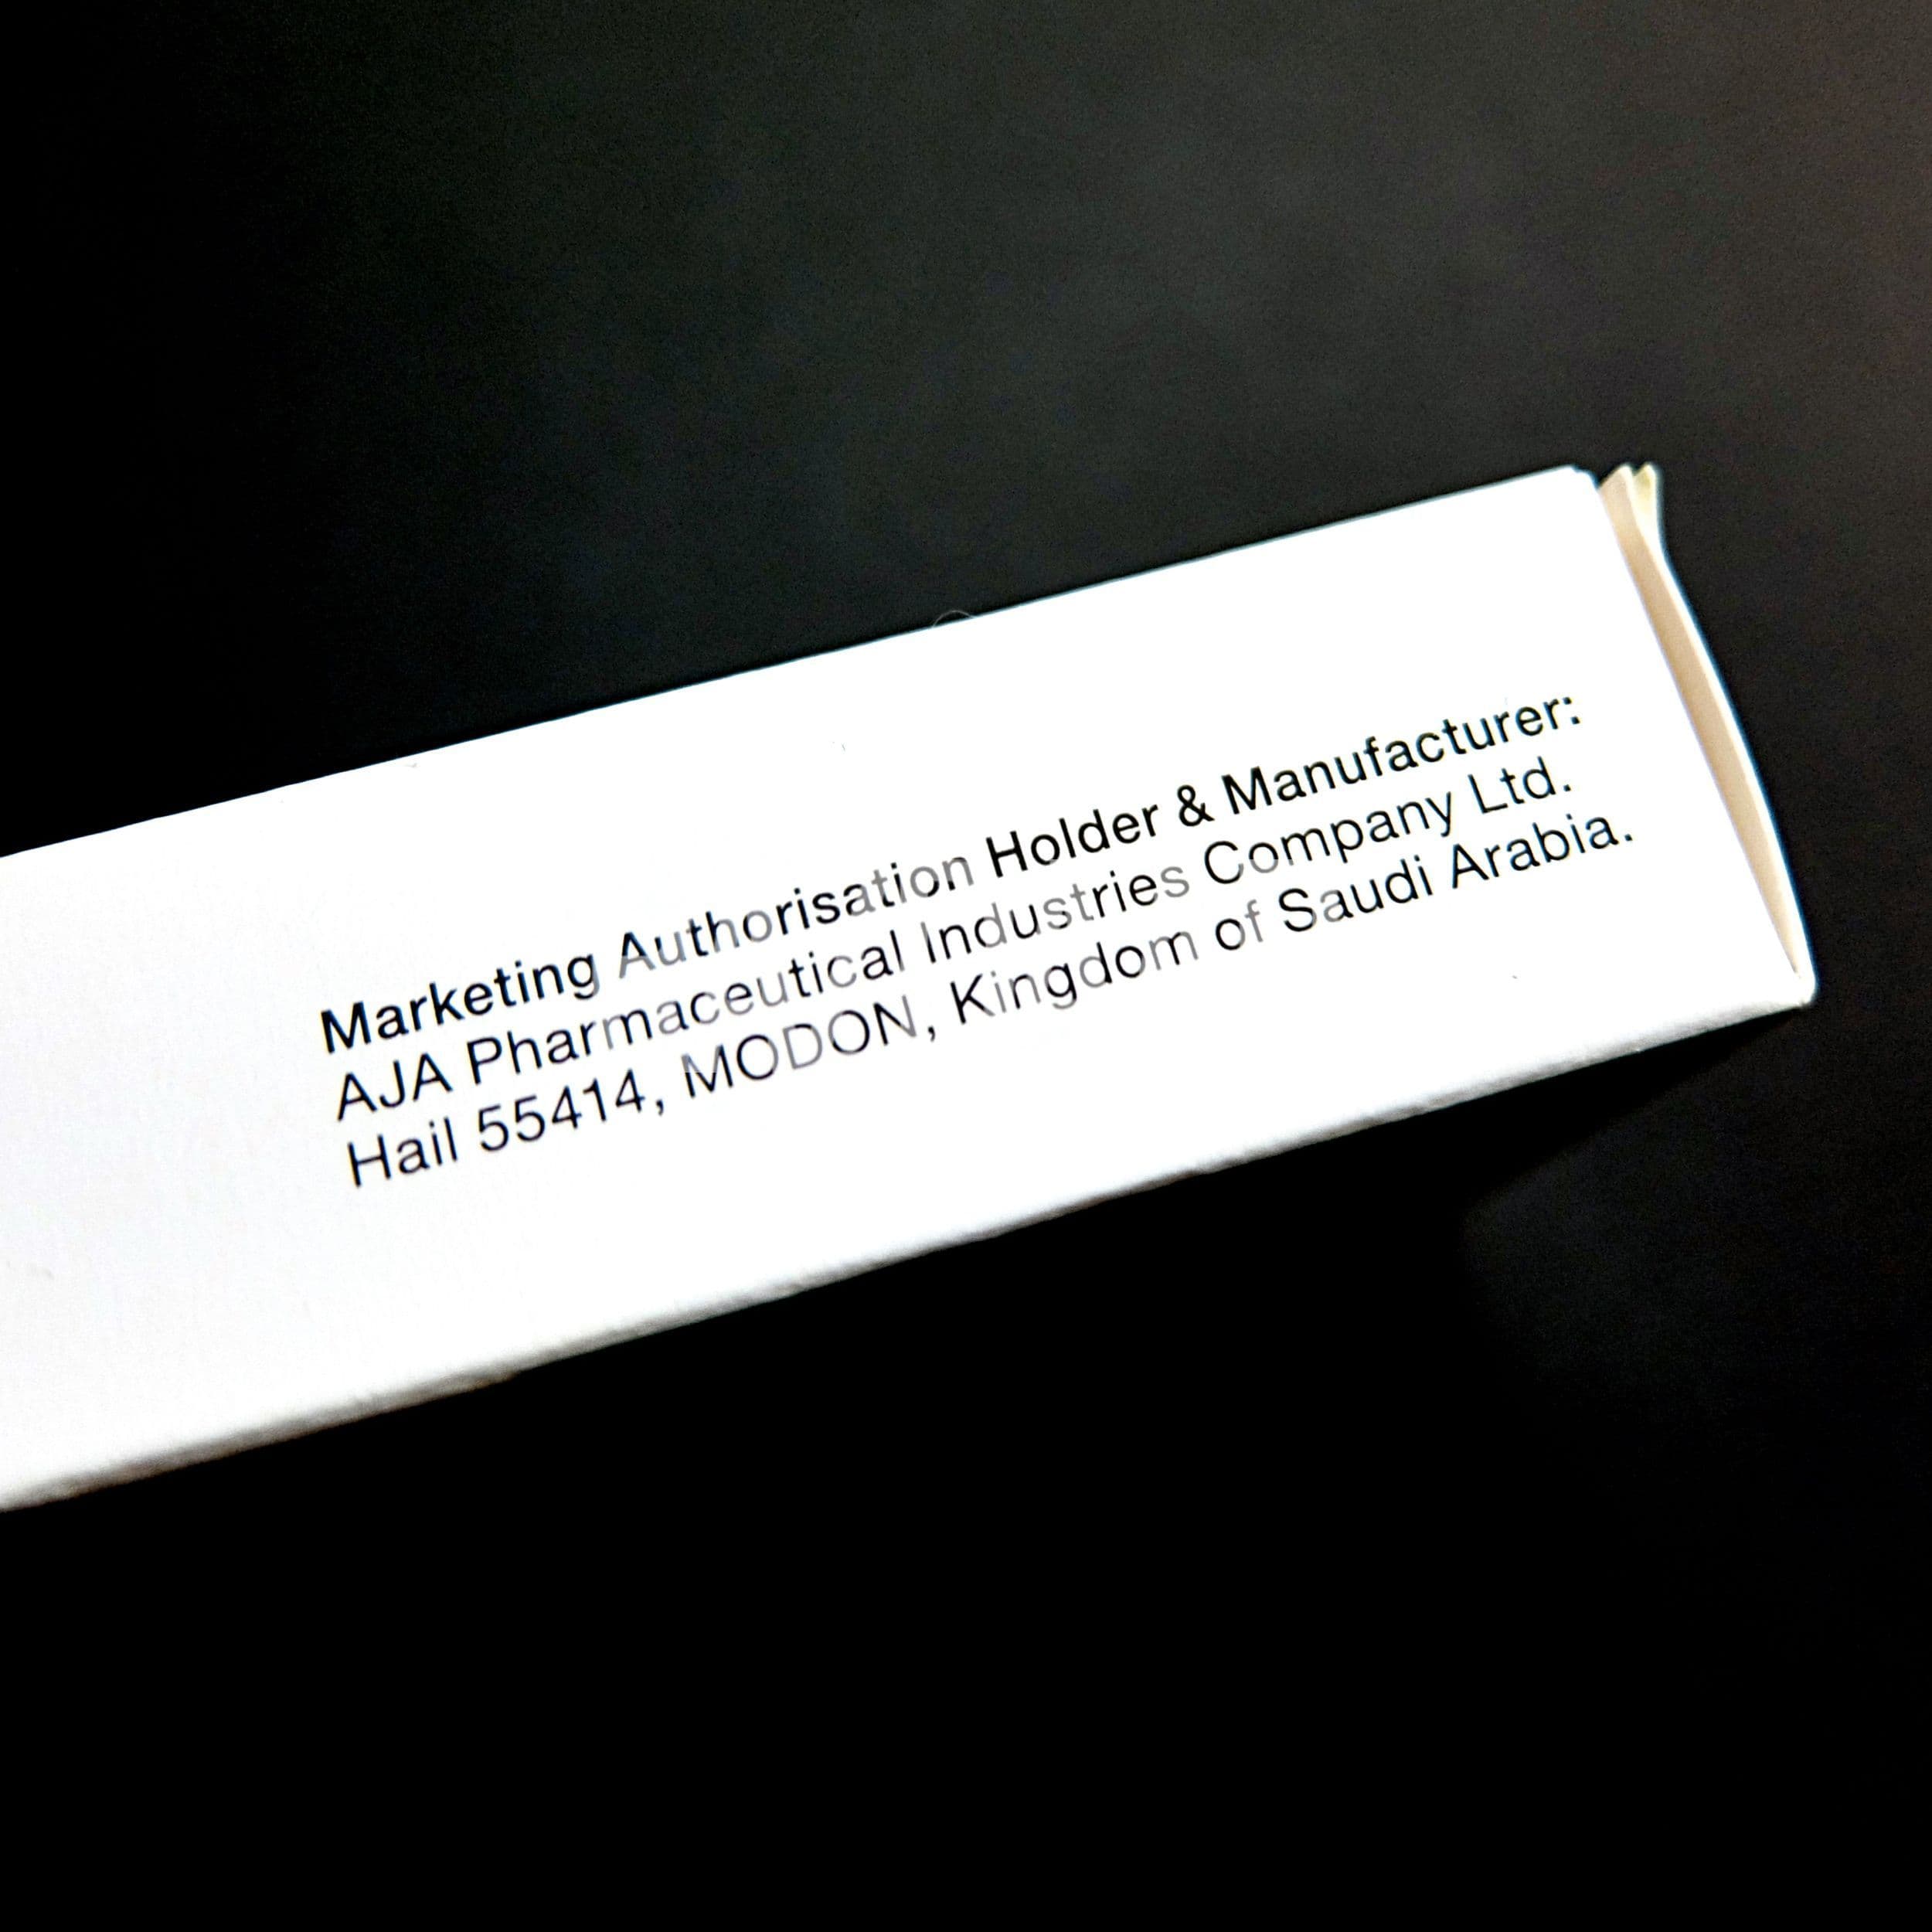 Marketing Authorisation Holder & Manufacturer:
AJA Pharmaceutical Industries Company Ltd.
Hail 55414, MODON, Kingdom of Saudi Arabia.